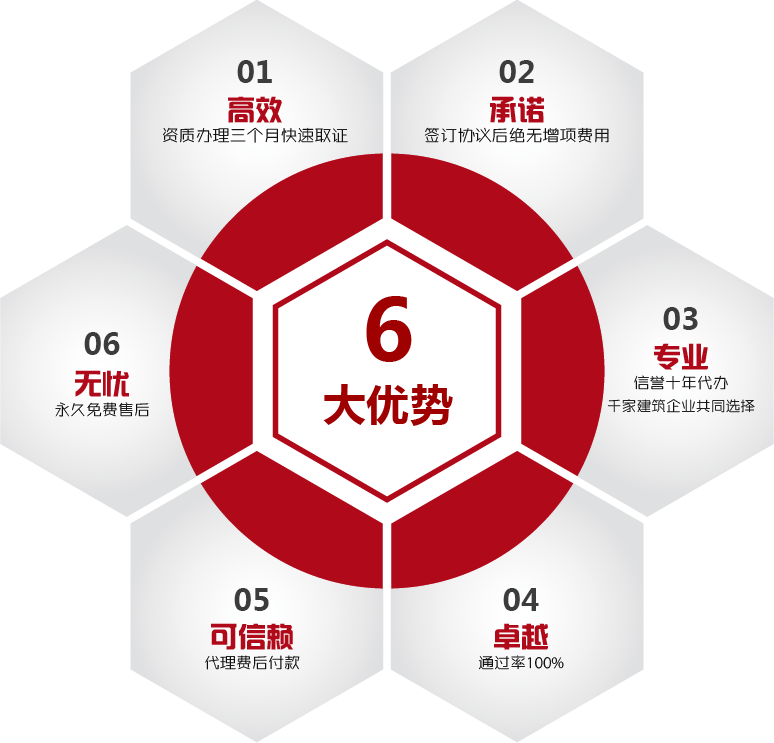 01
高效
资质办理三个月快速取证
02
承诺
签订协议后绝无增项费用
03
专业
信誉十年代办
千家建筑企业共同选择
04
卓越
通过率100%
05
可信赖
代理费后付款
06
无忧
永久免费售后
6
大优势